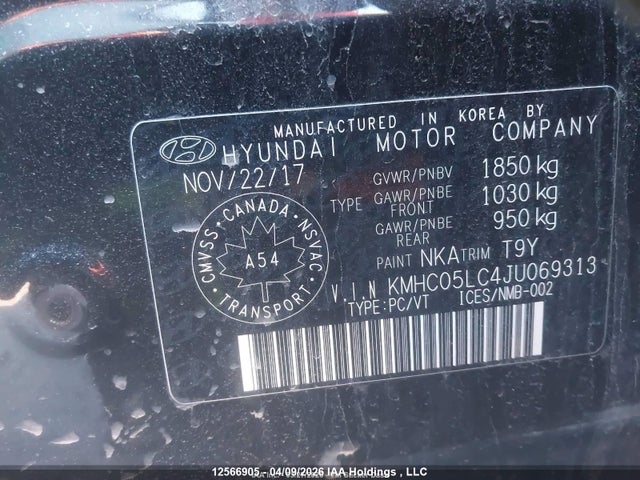 MANUFACTURED IN KOREA BY
HYUNDAI MOTOR COMPANY
NOV/22/17
GVWR/PNBV 1850 kg
TYPE GAWR/PNBE FRONT 1030 kg
GAWR/PNBE REAR 950 kg
CMVSS • CANADA • NSVAC
A54
TRANSPORT
PAINT NKA TRIM T9Y
V.I.N KMHC05LC4JU069313
TYPE:PC/VT ICES/NMB-002
12566905 - 04/09/2026 IAA Holdings , LLC